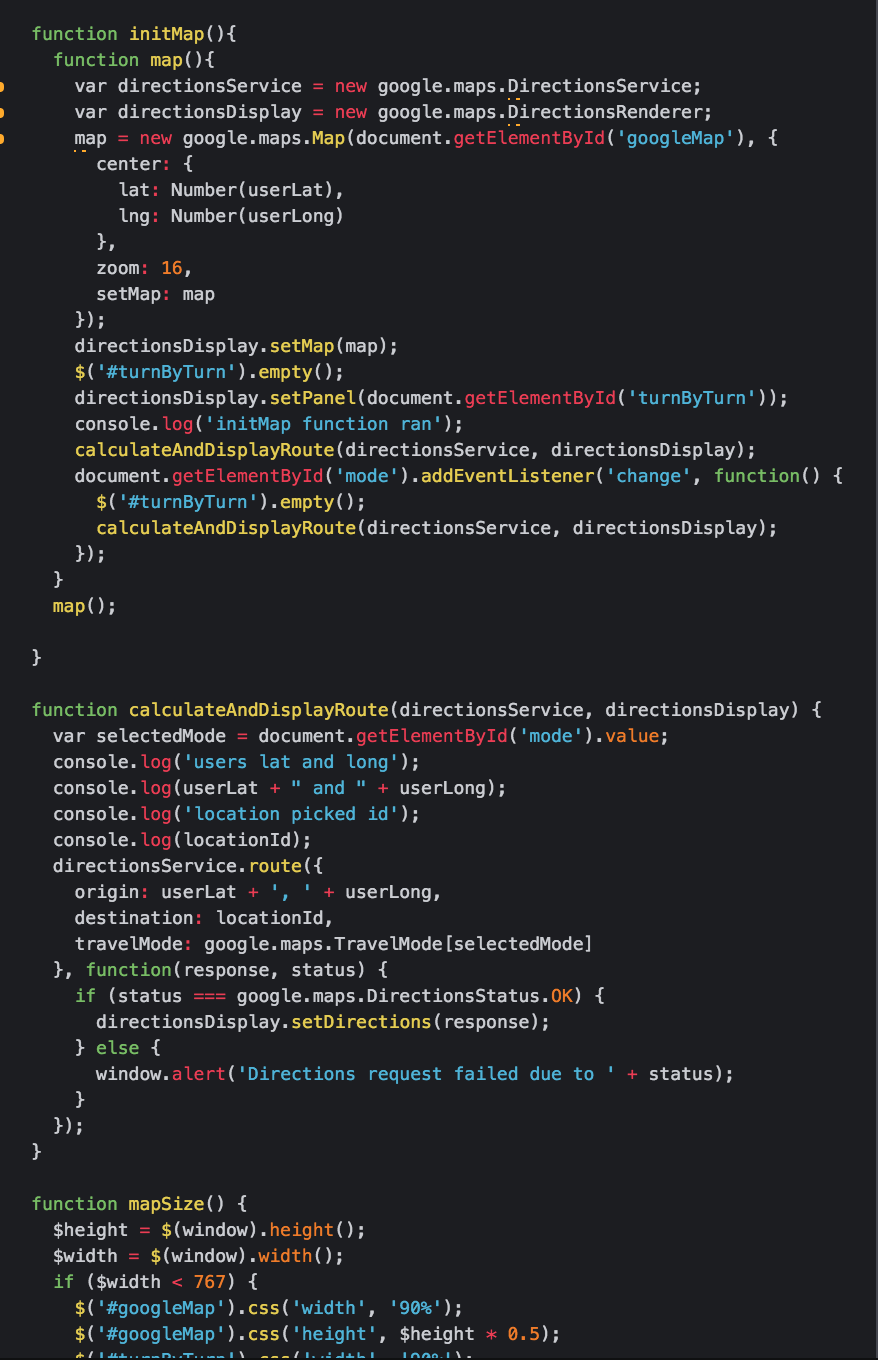 function initMap(){
  function map(){
    var directionsService = new google.maps.DirectionsService;
    var directionsDisplay = new google.maps.DirectionsRenderer;
    map = new google.maps.Map(document.getElementById('googleMap'), {
      center: {
        lat: Number(userLat),
        lng: Number(userLong)
      },
      zoom: 16,
      setMap: map
    });
    directionsDisplay.setMap(map);
    $('#turnByTurn').empty();
    directionsDisplay.setPanel(document.getElementById('turnByTurn'));
    console.log('initMap function ran');
    calculateAndDisplayRoute(directionsService, directionsDisplay);
    document.getElementById('mode').addEventListener('change', function() {
      $('#turnByTurn').empty();
      calculateAndDisplayRoute(directionsService, directionsDisplay);
    });
  }
  map();

}

function calculateAndDisplayRoute(directionsService, directionsDisplay) {
  var selectedMode = document.getElementById('mode').value;
  console.log('users lat and long');
  console.log(userLat + " and " + userLong);
  console.log('location picked id');
  console.log(locationId);
  directionsService.route({
    origin: userLat + ', ' + userLong,
    destination: locationId,
    travelMode: google.maps.TravelMode[selectedMode]
  }, function(response, status) {
    if (status === google.maps.DirectionsStatus.OK) {
      directionsDisplay.setDirections(response);
    } else {
      window.alert('Directions request failed due to ' + status);
    }
  });
}

function mapSize() {
  $height = $(window).height();
  $width = $(window).width();
  if ($width < 767) {
    $('#googleMap').css('width', '90%');
    $('#googleMap').css('height', $height * 0.5);
    $('#turnByTurn').css('width', '90%');